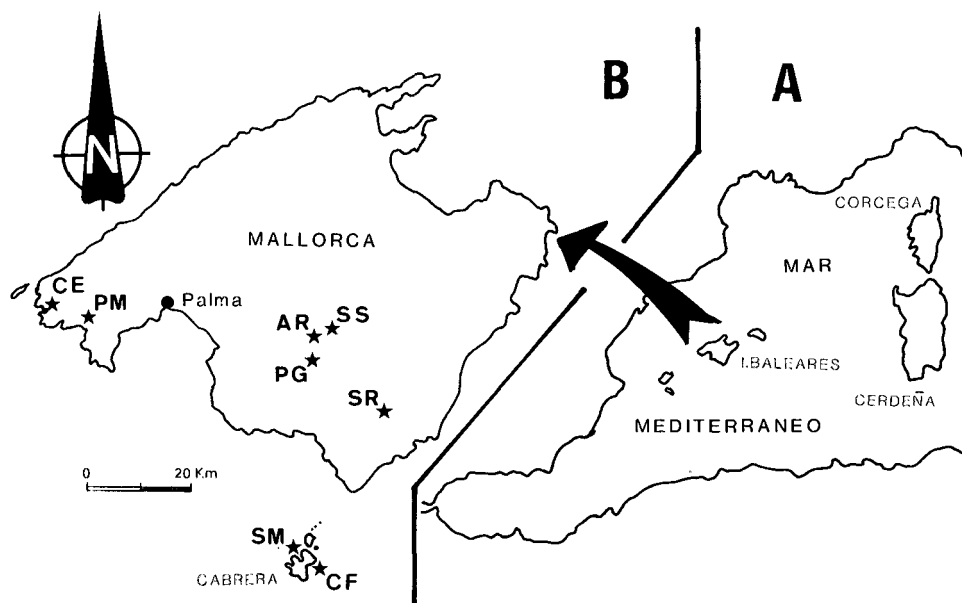 B
A
N
MALLORCA
CORCEGA
MAR
CE
PM
Palma
AR
SS
PG
SR
I.BALEARES
CERDEÑA
MEDITERRANEO
0 20 Km
SM
CABRERA
CF